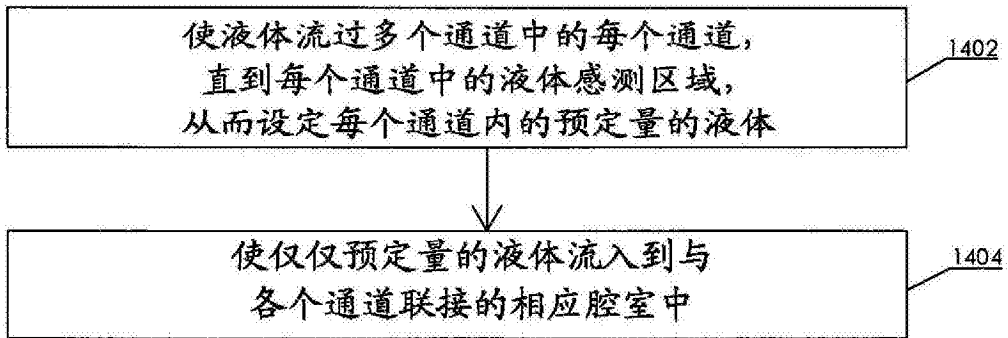 使液体流过多个通道中的每个通道，
直到每个通道中的液体感测区域，
从而设定每个通道内的预定量的液体
1402
使仅仅预定量的液体流入到与
各个通道联接的相应腔室中
1404